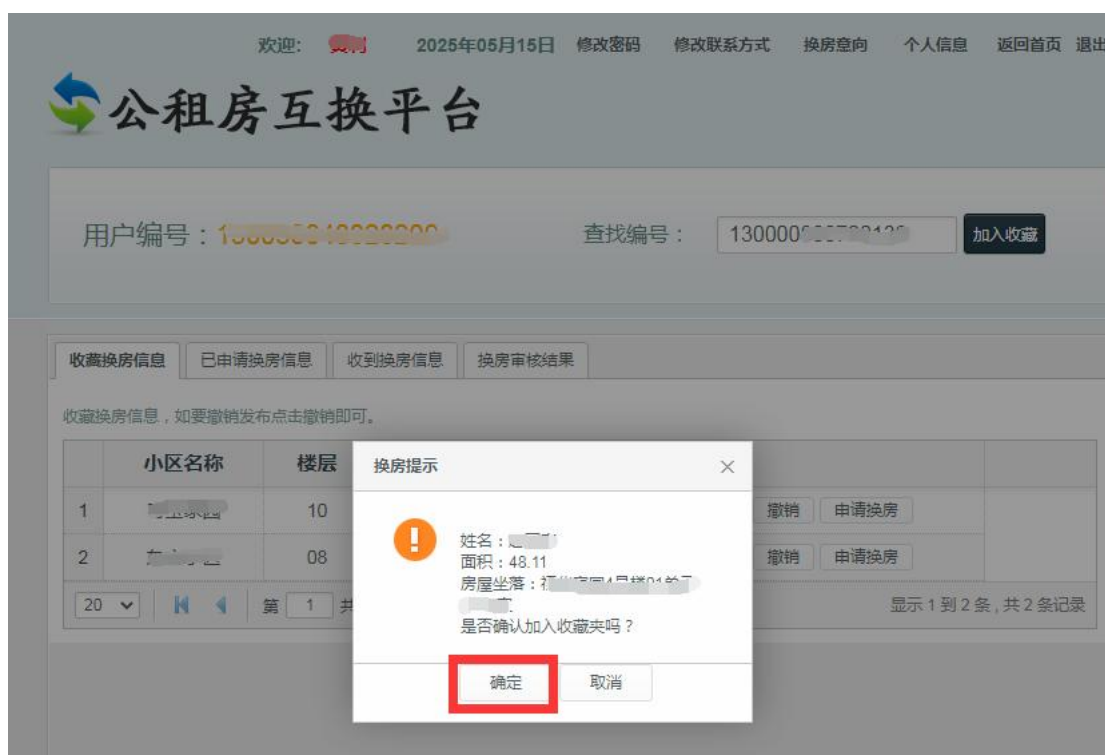 欢迎:
2025年05月15日 修改密码 修改联系方式 换房意向 个人信息 返回首页 退出
公租房互换平台
用户编号： 查找编号： 130000 加入收藏
收藏换房信息 已申请换房信息 收到换房信息 换房审核结果
收藏换房信息，如要撤销发布点击撤销即可。
小区名称 楼层
1 10 撤销 申请换房
2 08 撤销 申请换房
20 第 1 共 显示 1 到 2 条，共 2 条记录
换房提示
姓名：
面积：48.11
房屋坐落：
是否确认加入收藏夹吗？
确定 取消